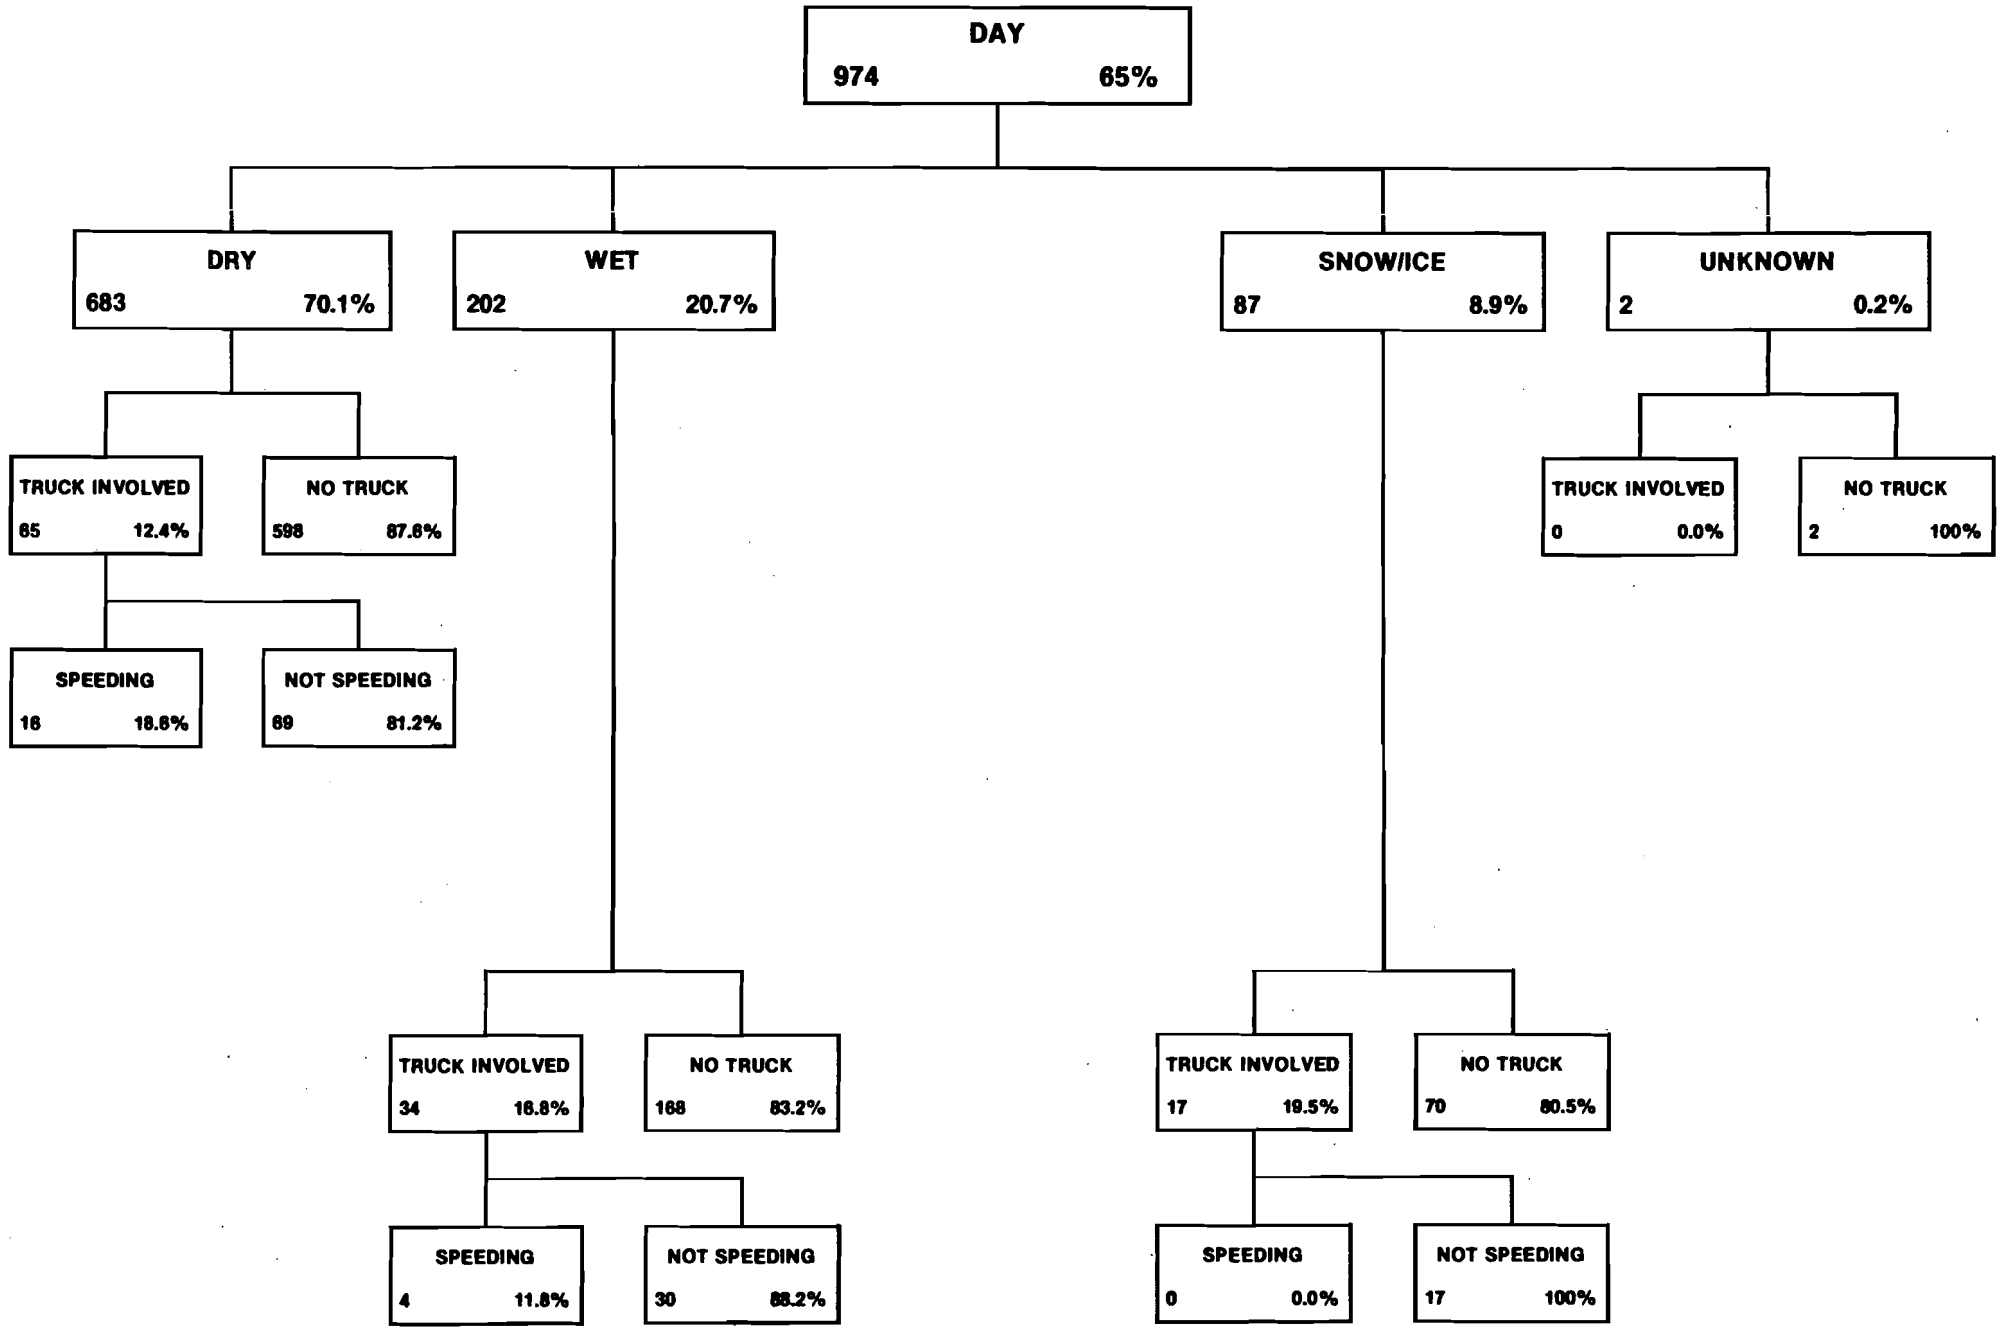 DAY
974 65%
DRY
683 70.1%
WET
202 20.7%
SNOW/ICE
87 8.9%
UNKNOWN
2 0.2%
TRUCK INVOLVED
85 12.4%
NO TRUCK
598 87.6%
TRUCK INVOLVED
0 0.0%
NO TRUCK
2 100%
SPEEDING
16 18.8%
NOT SPEEDING
69 81.2%
TRUCK INVOLVED
34 16.8%
NO TRUCK
168 83.2%
TRUCK INVOLVED
17 19.5%
NO TRUCK
70 80.5%
SPEEDING
4 11.8%
NOT SPEEDING
30 88.2%
SPEEDING
0 0.0%
NOT SPEEDING
17 100%